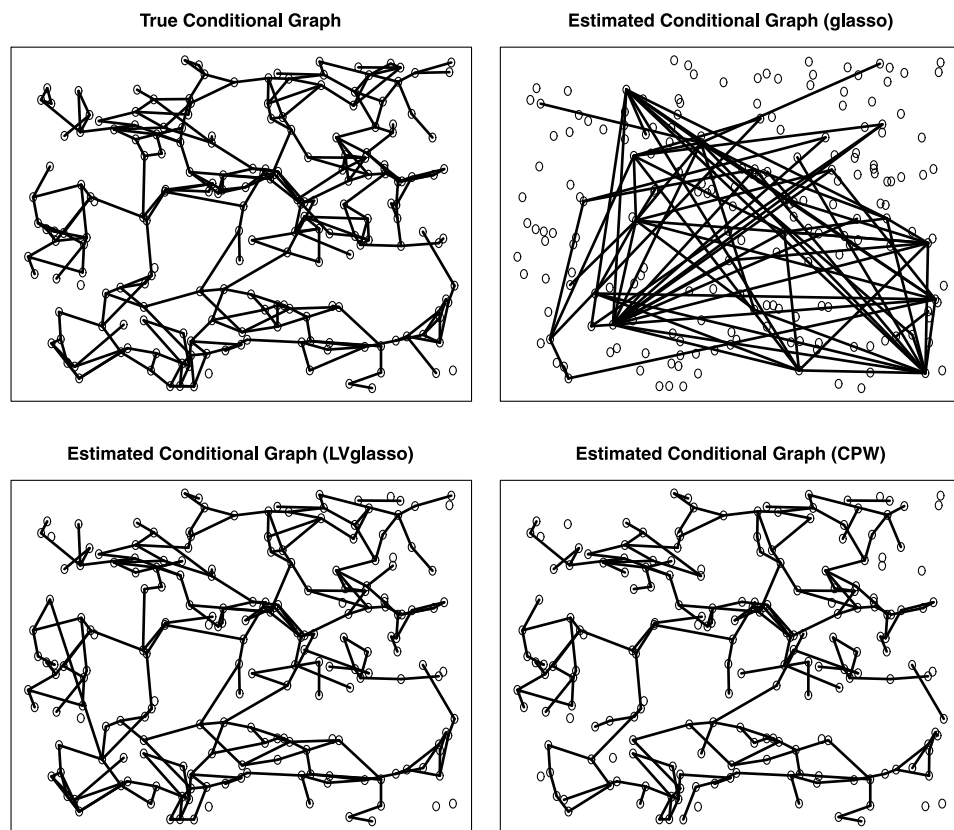 True Conditional Graph
Estimated Conditional Graph (glasso)
Estimated Conditional Graph (LVglasso)
Estimated Conditional Graph (CPW)